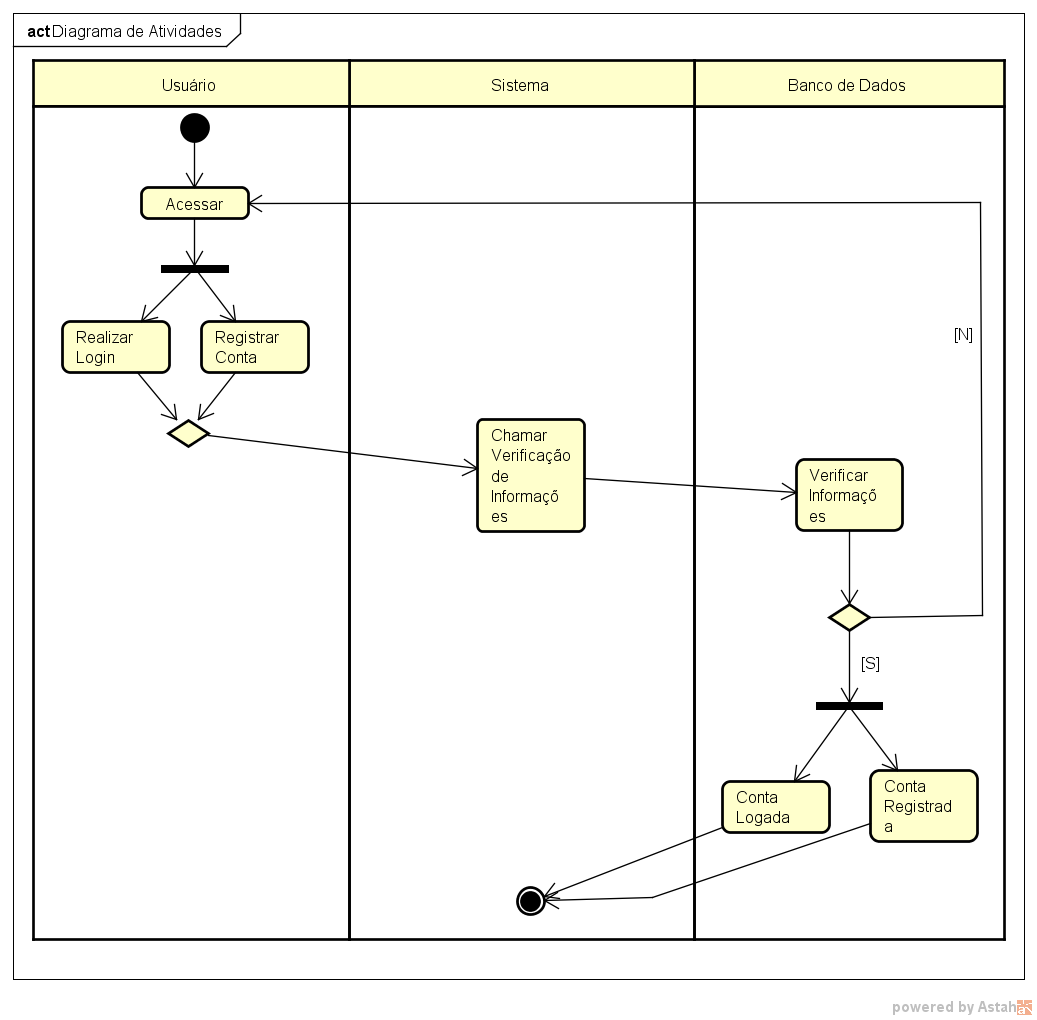 act Diagrama de Atividades
Usuário
Sistema
Banco de Dados
Acessar
[N]
Realizar
Login
Registrar
Conta
Chamar
Verificação
de
Informaçõ
es
Verificar
Informaçõ
es
[S]
Conta
Logada
Conta
Registrad
a
powered by Astah